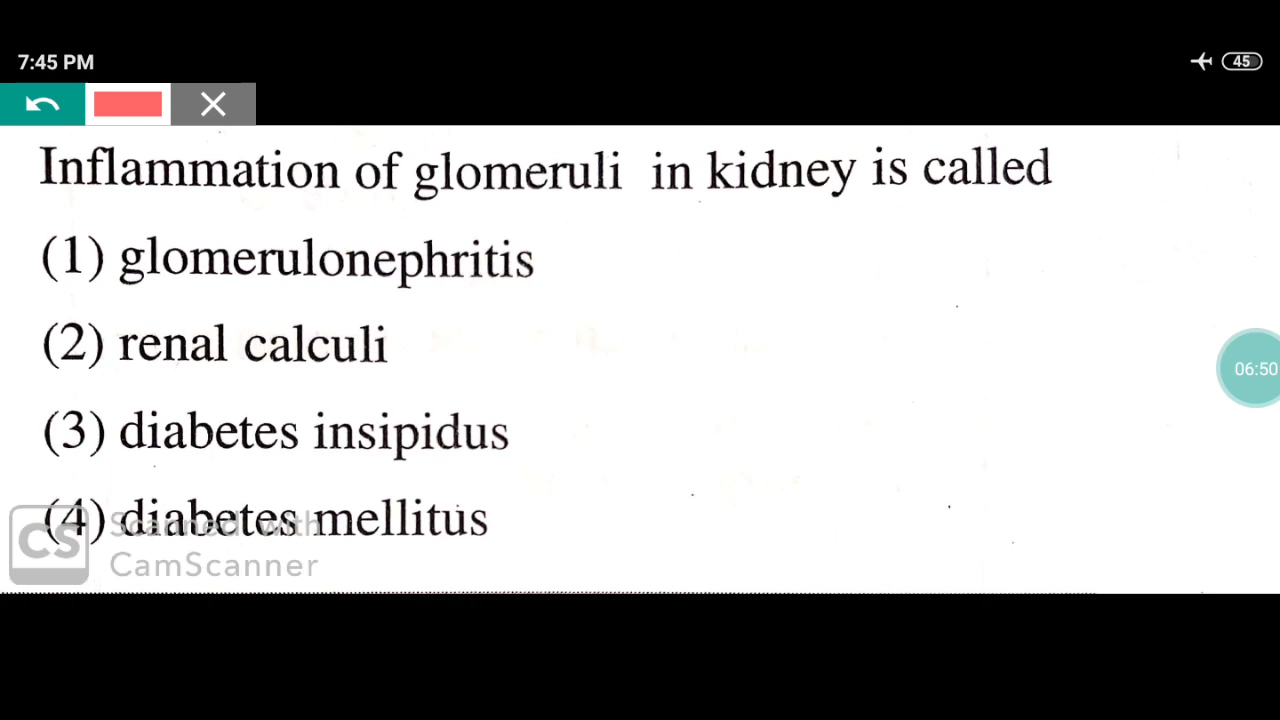 7:45 PM
45
Inflammation of glomeruli in kidney is called
(1) glomerulonephritis
(2) renal calculi
06:50
(3) diabetes insipidus
(4) diabetes mellitus
CS Scanned with
CamScanner